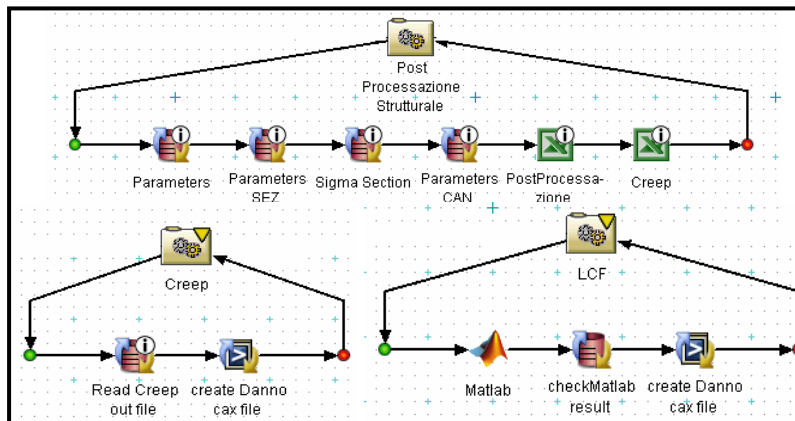 Post
Processazione
Strutturale
Parameters
Parameters
SEZ
Sigma Section
Parameters
CAN
PostProcessa-
zione
Creep
Creep
Read Creep
out file
create Danno
cax file
LCF
Matlab
checkMatlab
result
create Danno
cax file